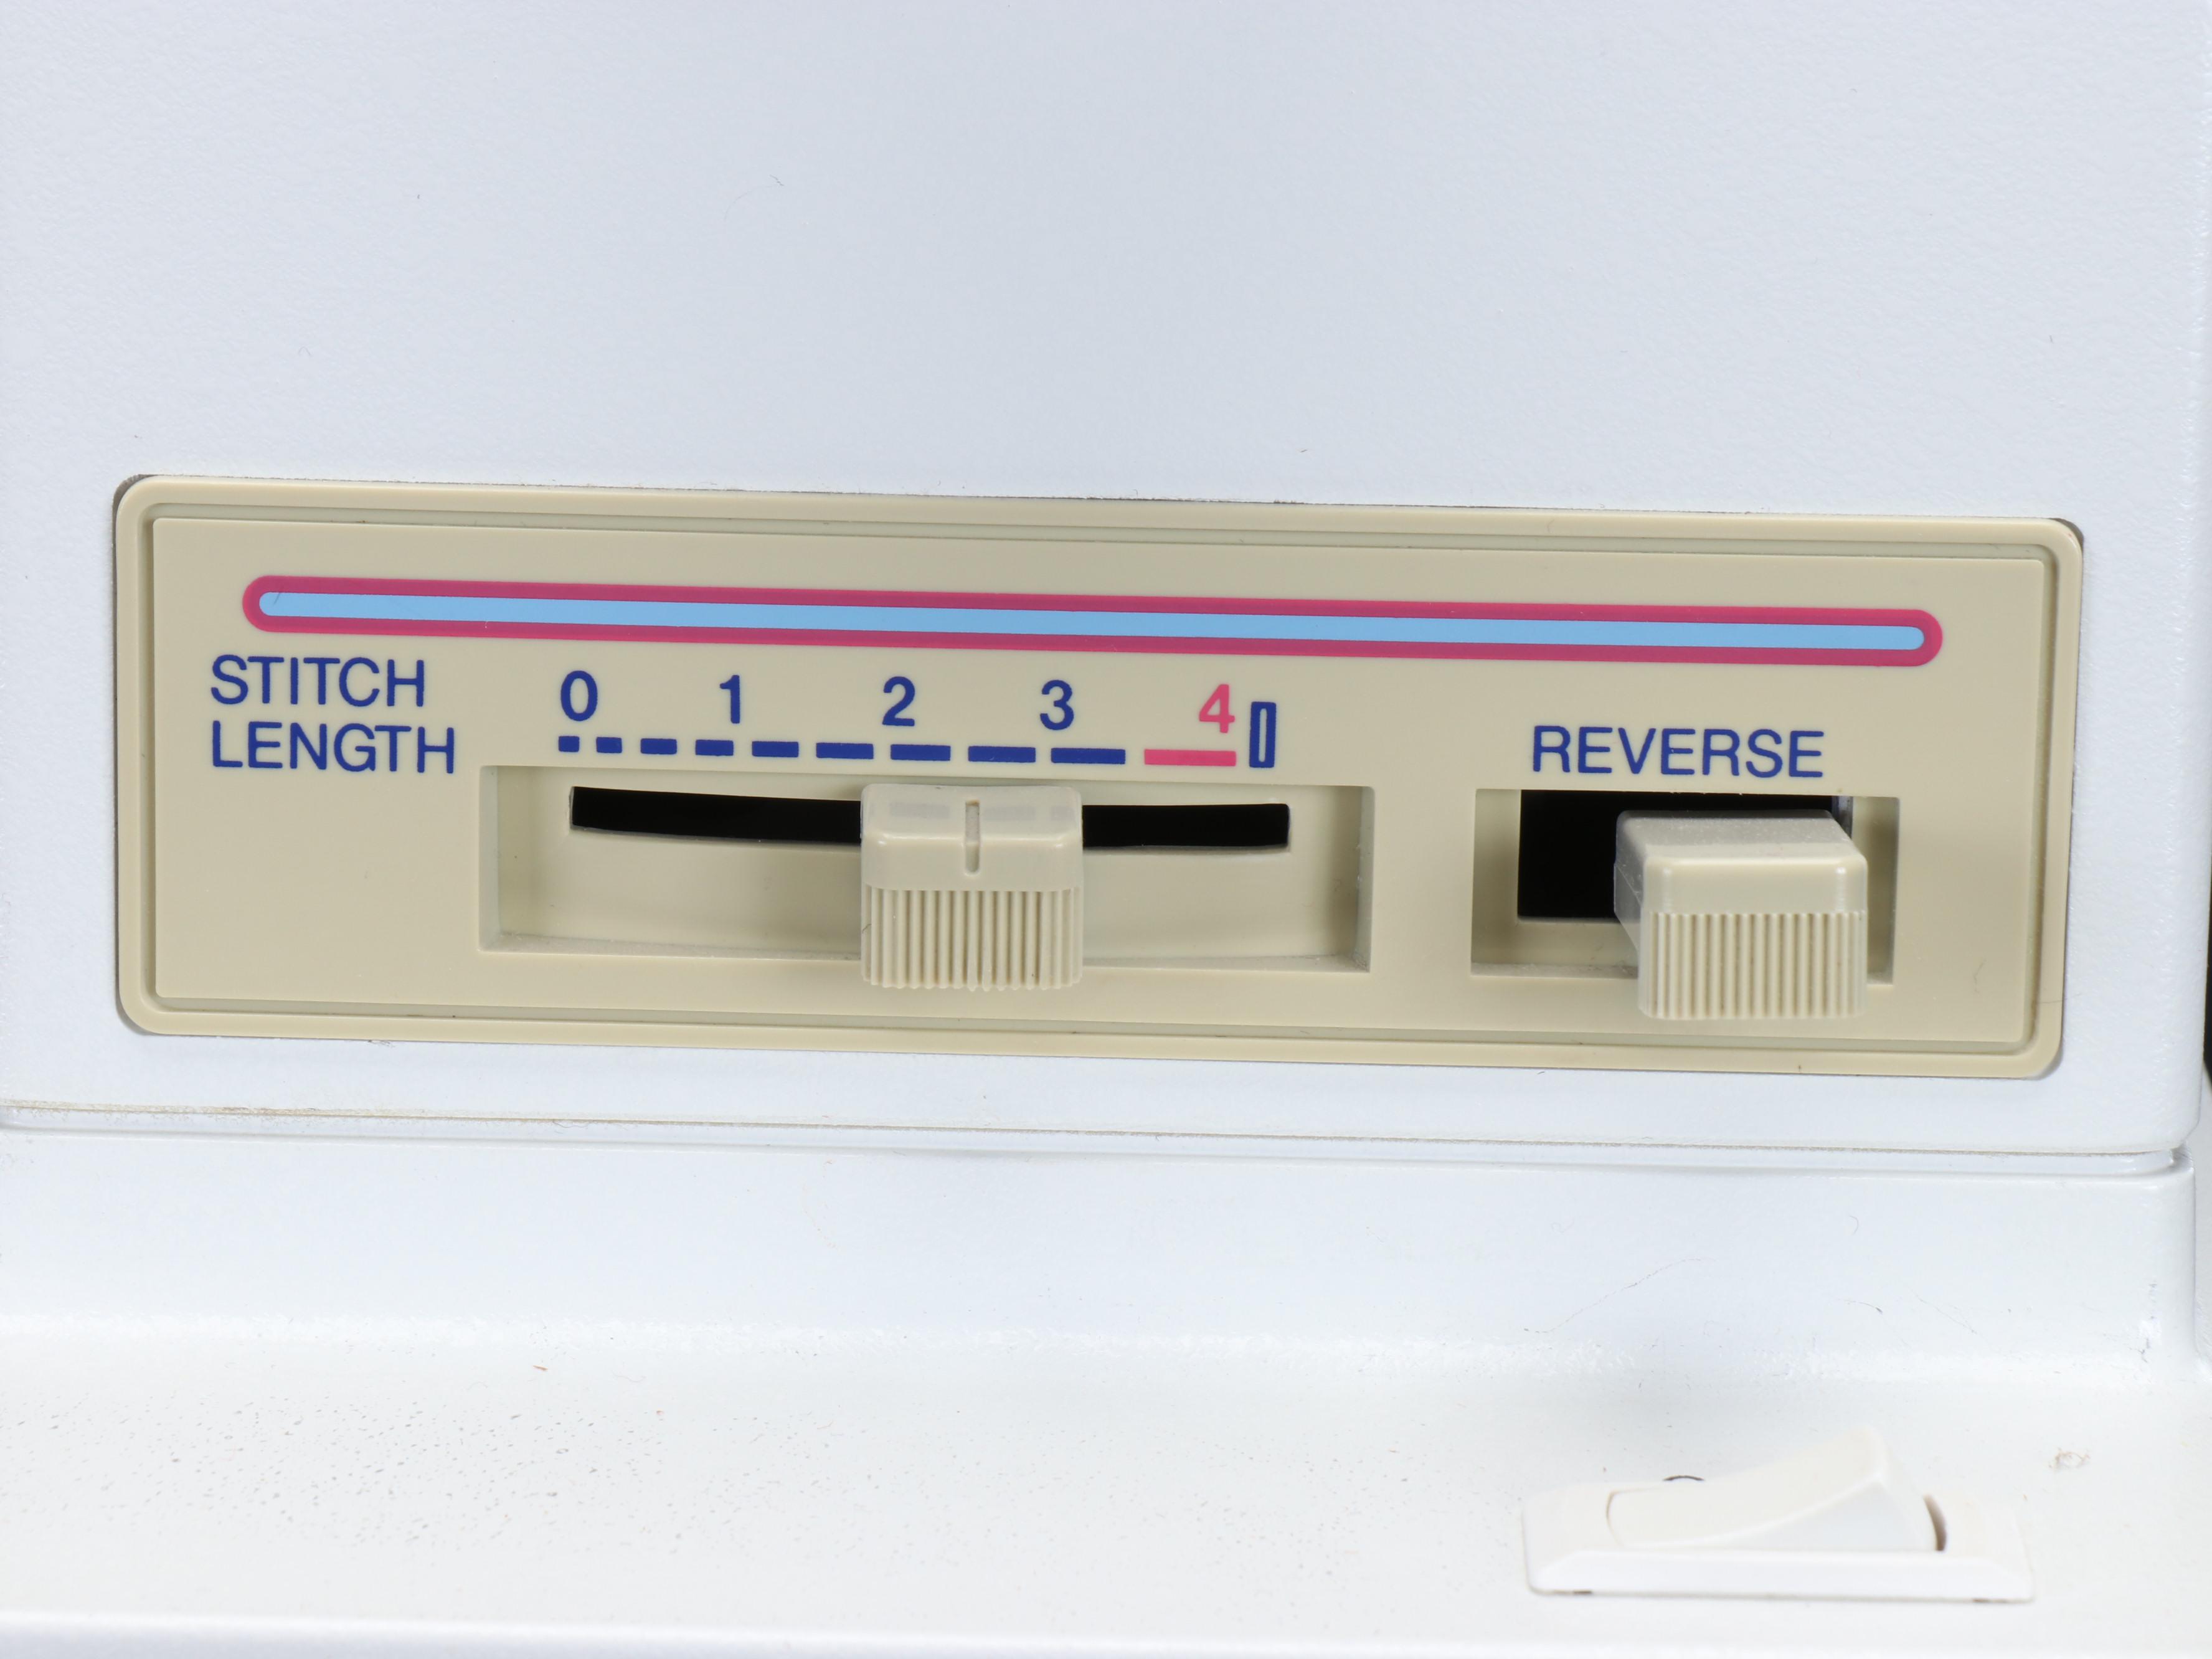 STITCH
LENGTH
0 1 2 3 4
REVERSE